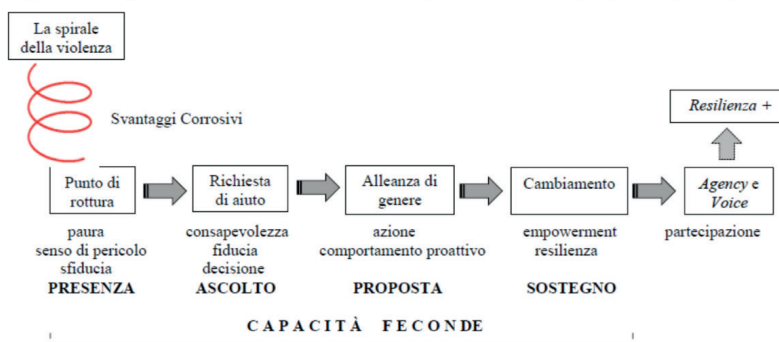 La spirale
della violenza
Svantaggi Corrosivi
Resilienza +
Punto di
rottura
Richiesta
di aiuto
Alleanza di
genere
Cambiamento
Agency e
Voice
paura
senso di pericolo
sfiducia
PRESENZA
consapevolezza
fiducia
decisione
ASCOLTO
azione
comportamento proattivo
PROPOSTA
empowerment
resilienza
SOSTEGNO
partecipazione
CAPACITÀ FECONDE